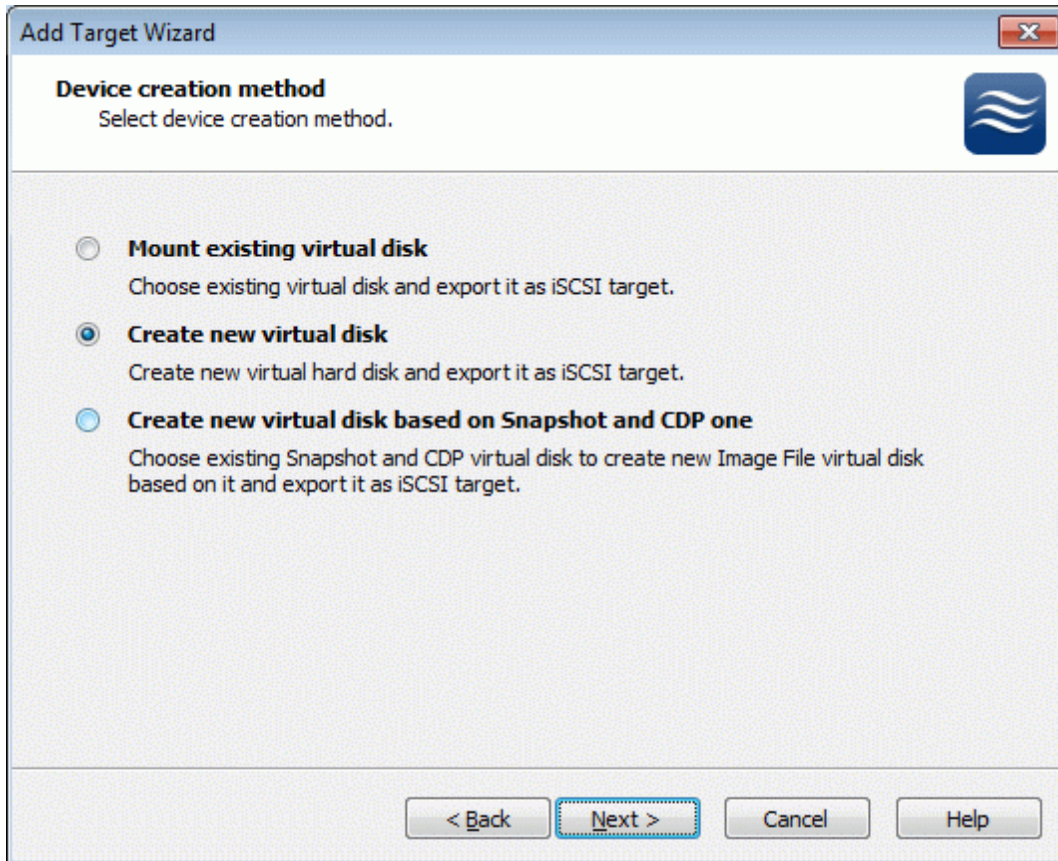 Add Target Wizard
Device creation method
Select device creation method.
Mount existing virtual disk
Choose existing virtual disk and export it as iSCSI target.
Create new virtual disk
Create new virtual hard disk and export it as iSCSI target.
Create new virtual disk based on Snapshot and CDP one
Choose existing Snapshot and CDP virtual disk to create new Image File virtual disk
based on it and export it as iSCSI target.
< Back Next > Cancel Help